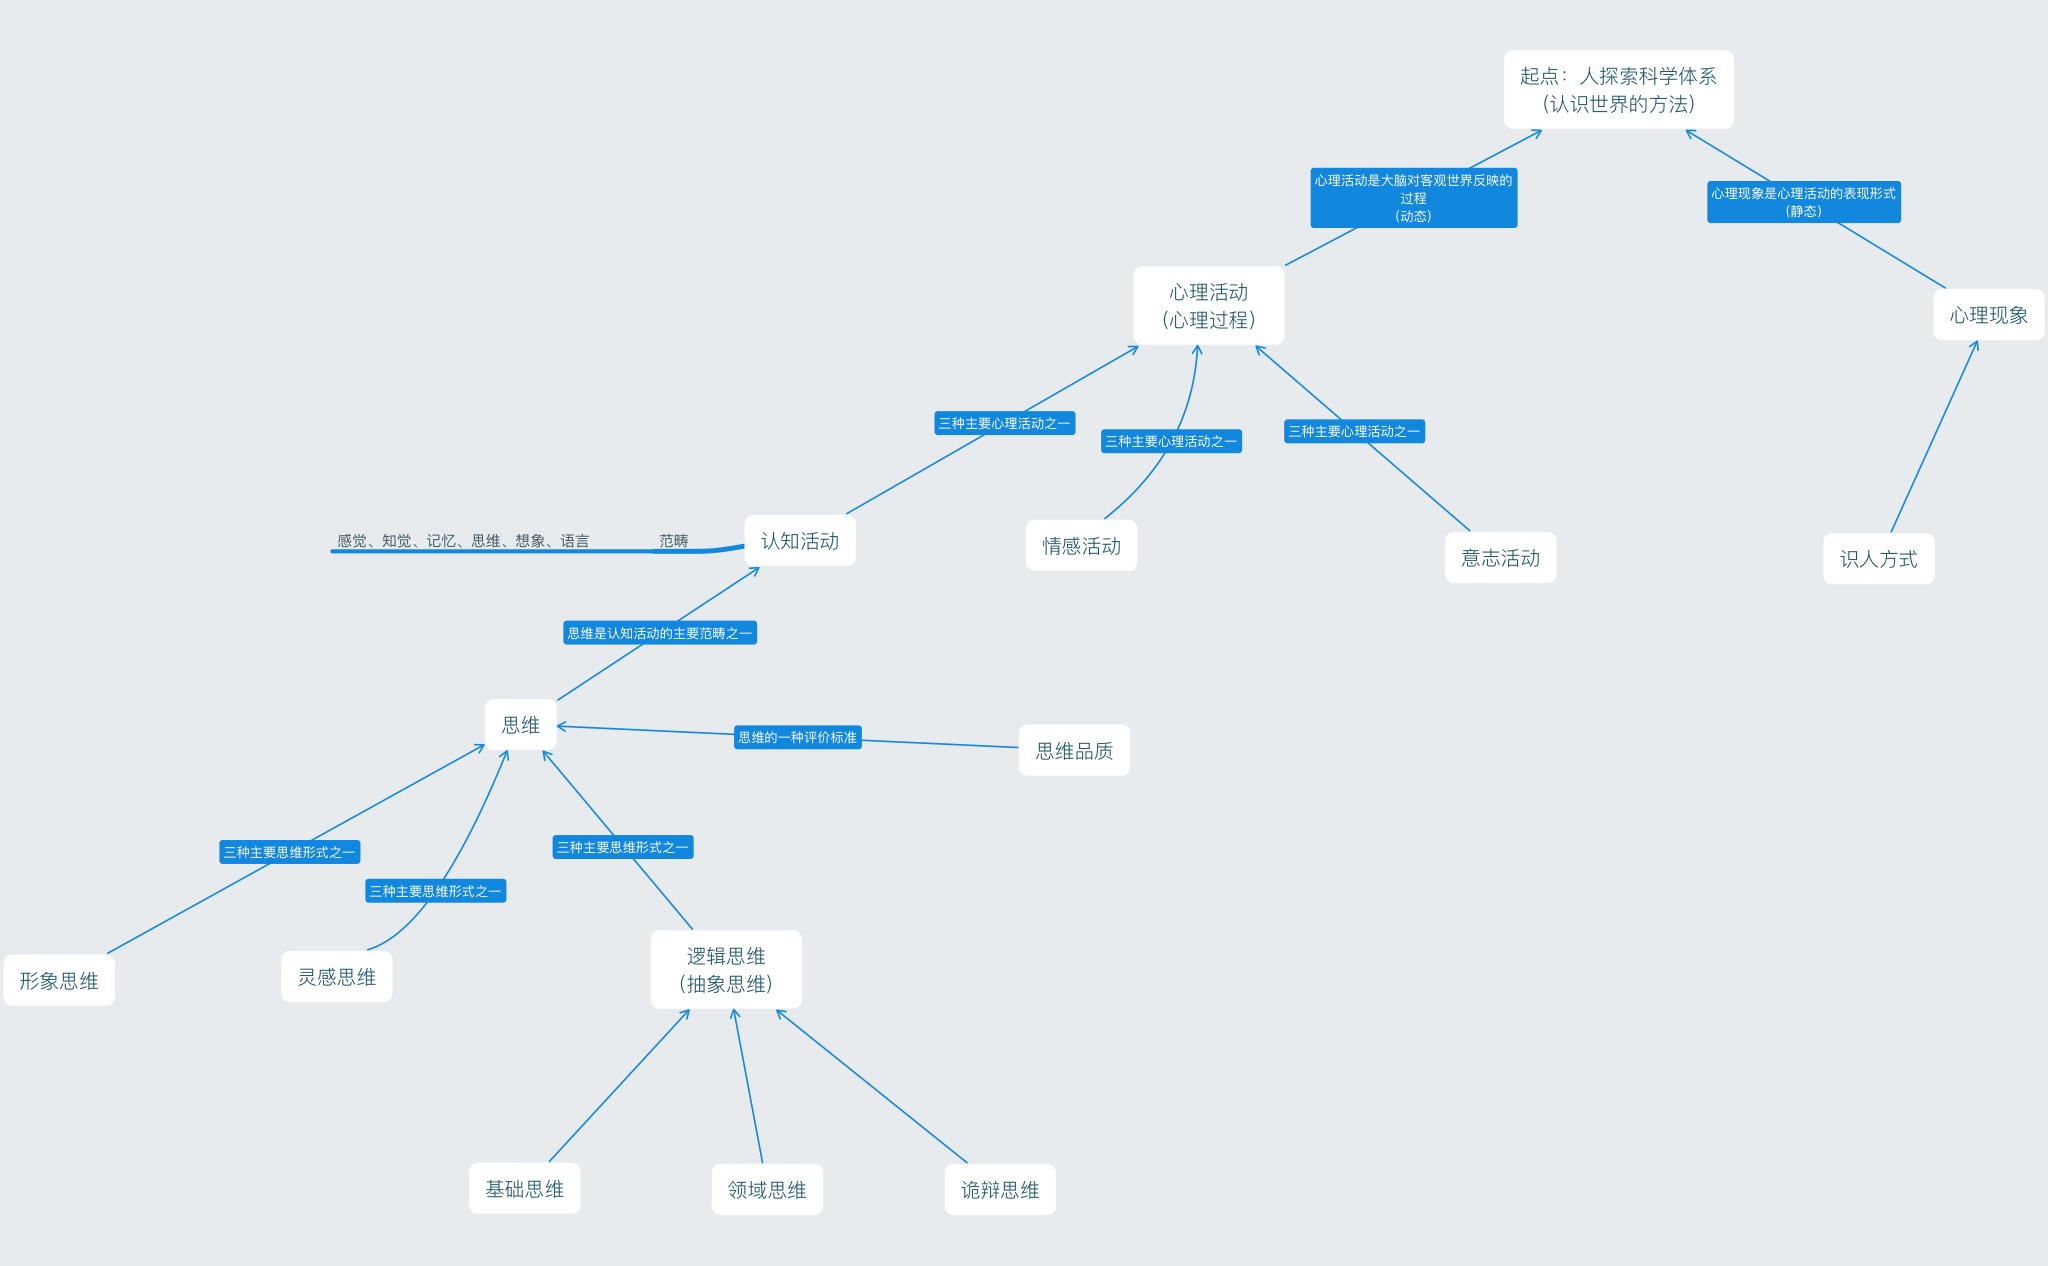 起点：人探索科学体系
(认识世界的方法)
心理活动是大脑对客观世界反映的
过程
(动态)
心理现象是心理活动的表现形式
(静态)
心理活动
(心理过程)
心理现象
三种主要心理活动之一
三种主要心理活动之一
三种主要心理活动之一
感觉、知觉、记忆、思维、想象、语言
范畴
认知活动
情感活动
意志活动
识人方式
思维是认知活动的主要范畴之一
思维
思维的一种评价标准
思维品质
三种主要思维形式之一
三种主要思维形式之一
三种主要思维形式之一
形象思维
灵感思维
逻辑思维
(抽象思维)
基础思维
领域思维
诡辩思维